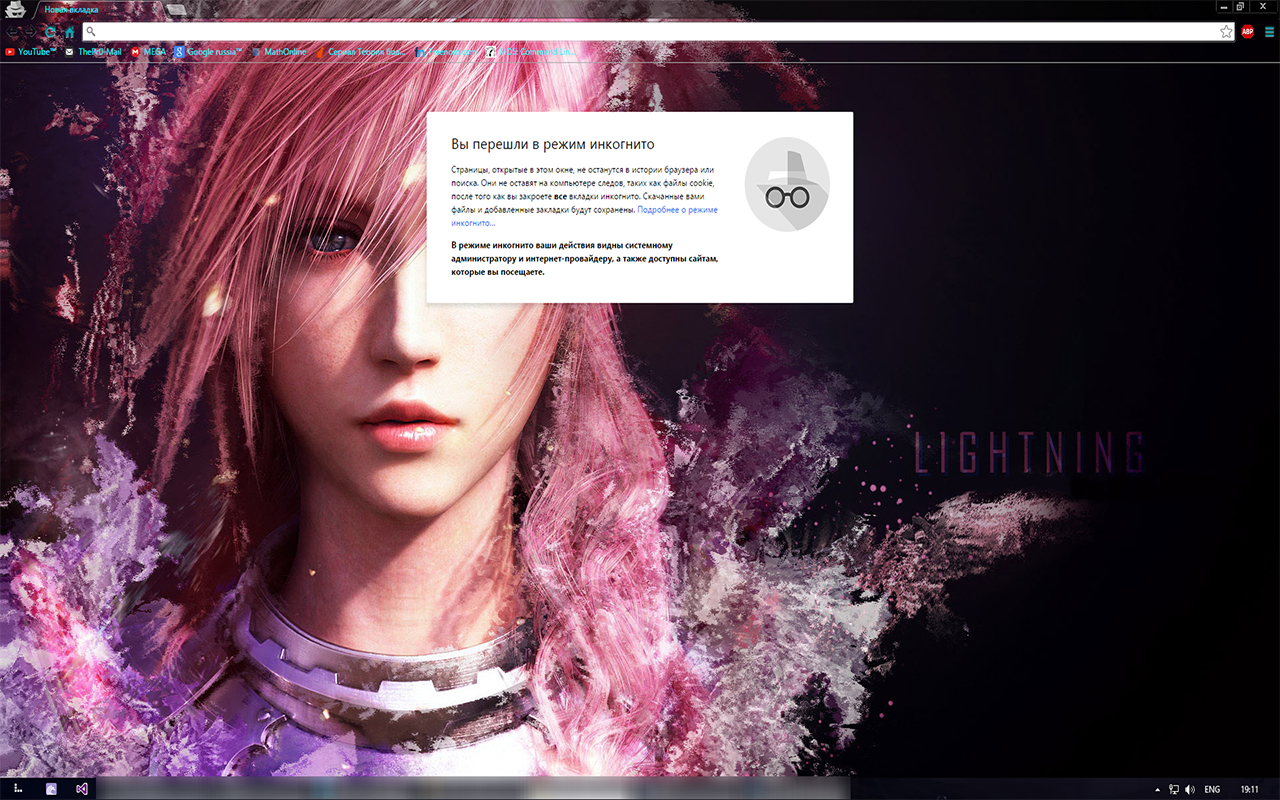 Новая вкладка
YouTube™ ThePr0-Mail MEGA Google russia™ MathOnline Сериал Теория бол...
Вы перешли в режим инкогнито
Страницы, открытые в этом окне, не останутся в истории браузера или
поиска. Они не оставят на компьютере следов, таких как файлы cookie,
после того как вы закроете все вкладки инкогнито. Скачанные вами
файлы и добавленные закладки будут сохранены. Подробнее о режиме
инкогнито...
В режиме инкогнито ваши действия видны системному
администратору и интернет-провайдеру, а также доступны сайтам,
которые вы посещаете.
ABP
LIGHTNING
ENG 19:11